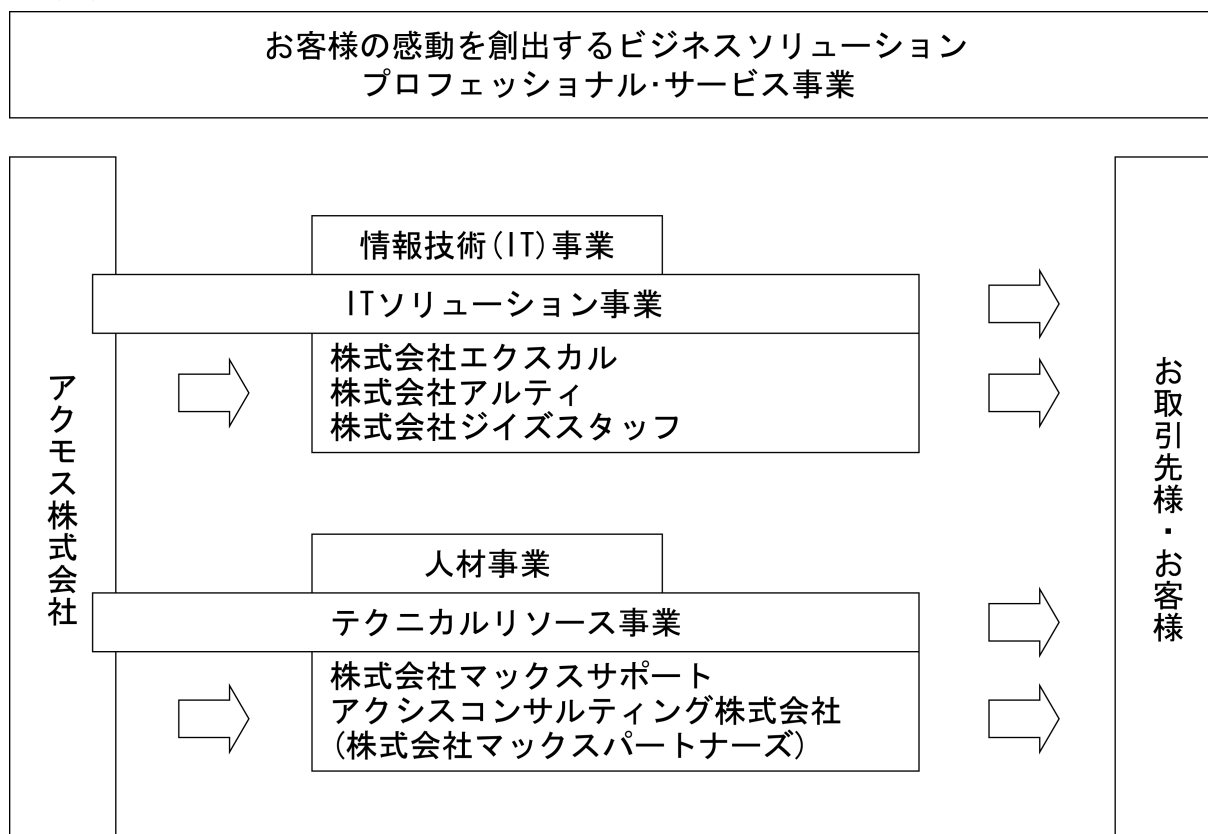 お客様の感動を創出するビジネスソリューション
プロフェッショナル・サービス事業
アクモス株式会社
情報技術(IT)事業
ITソリューション事業
株式会社エクスカル
株式会社アルティ
株式会社ジイズスタッフ
人材事業
テクニカルリソース事業
株式会社マックスサポート
アクシスコンサルティング株式会社
(株式会社マックスパートナーズ)
お取引先様・お客様